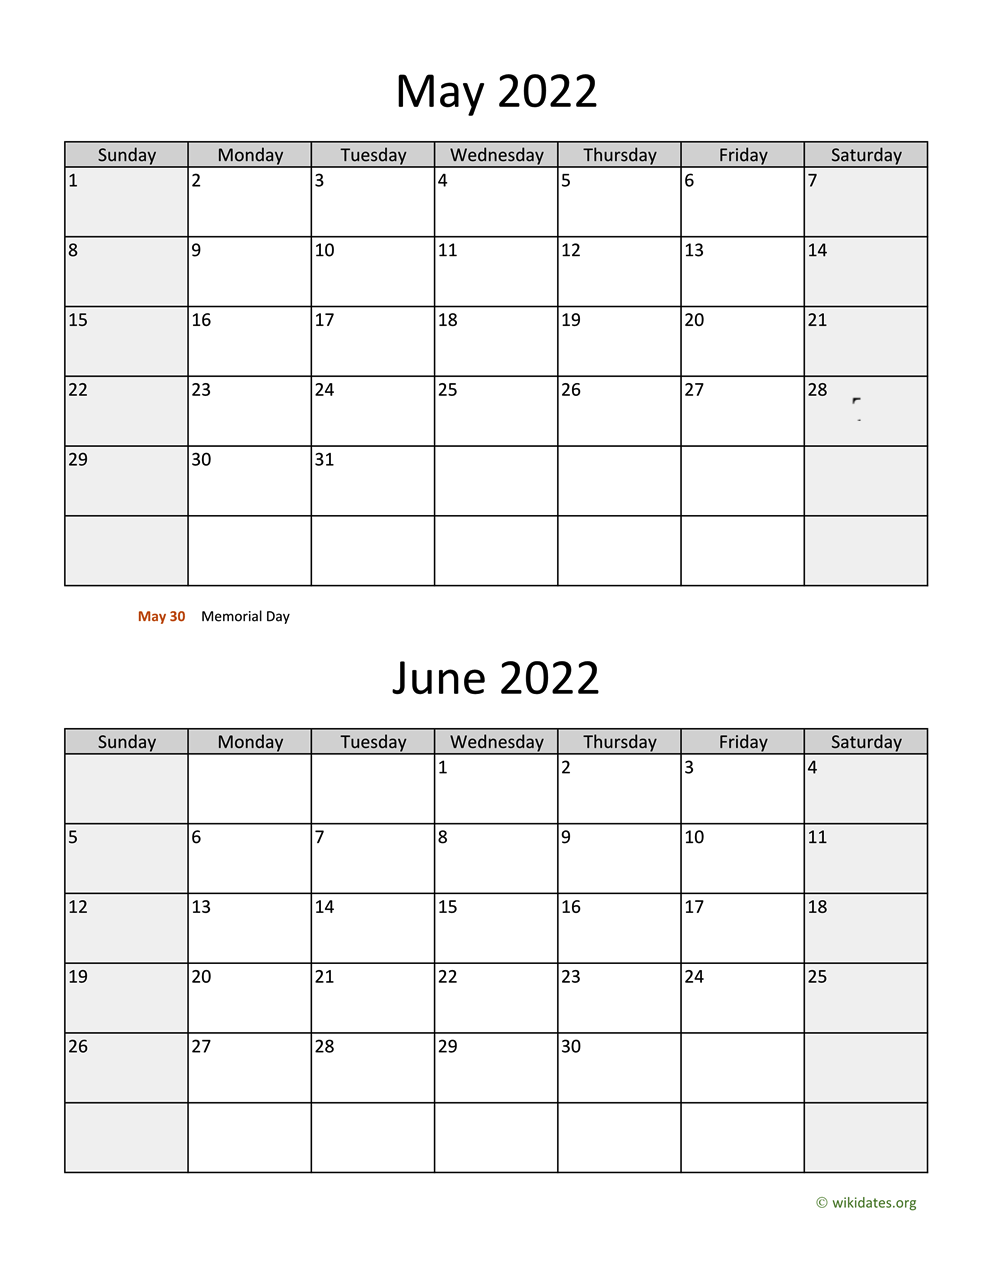 May 2022
Sunday Monday Tuesday Wednesday Thursday Friday Saturday
1 2 3 4 5 6 7
8 9 10 11 12 13 14
15 16 17 18 19 20 21
22 23 24 25 26 27 28
29 30 31
May 30 Memorial Day
June 2022
Sunday Monday Tuesday Wednesday Thursday Friday Saturday
1 2 3 4
5 6 7 8 9 10 11
12 13 14 15 16 17 18
19 20 21 22 23 24 25
26 27 28 29 30
© wikidates.org